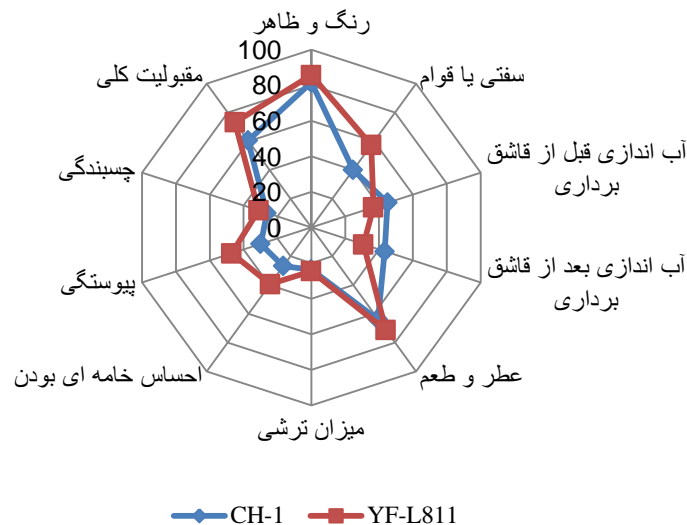 رنگ و ظاهر
سفتی یا قوام
آب اندازی قبل از قاشق
برداری
آب اندازی بعد از قاشق
برداری
عطر و طعم
میزان ترشی
احساس خامه ای بودن
پیوستگی
چسبندگی
مقبولیت کلی
100
80
60
40
20
0
CH-1
YF-L811